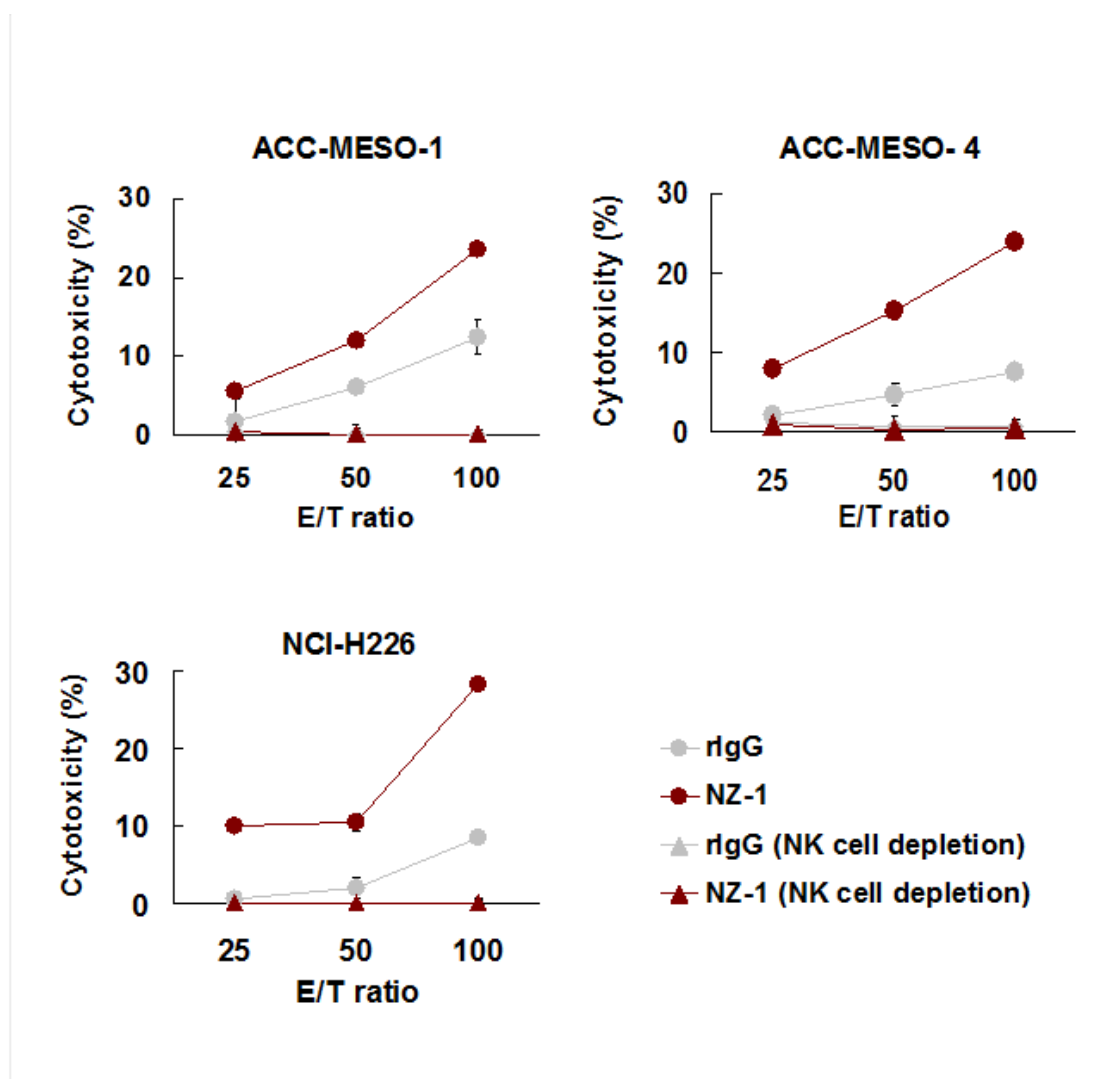 ACC-MESO-1
Cytotoxicity (%)
30
20
10
0
25 50 100
E/T ratio
ACC-MESO- 4
Cytotoxicity (%)
30
20
10
0
25 50 100
E/T ratio
NCI-H226
Cytotoxicity (%)
30
20
10
0
25 50 100
E/T ratio
rIgG
NZ-1
rIgG (NK cell depletion)
NZ-1 (NK cell depletion)